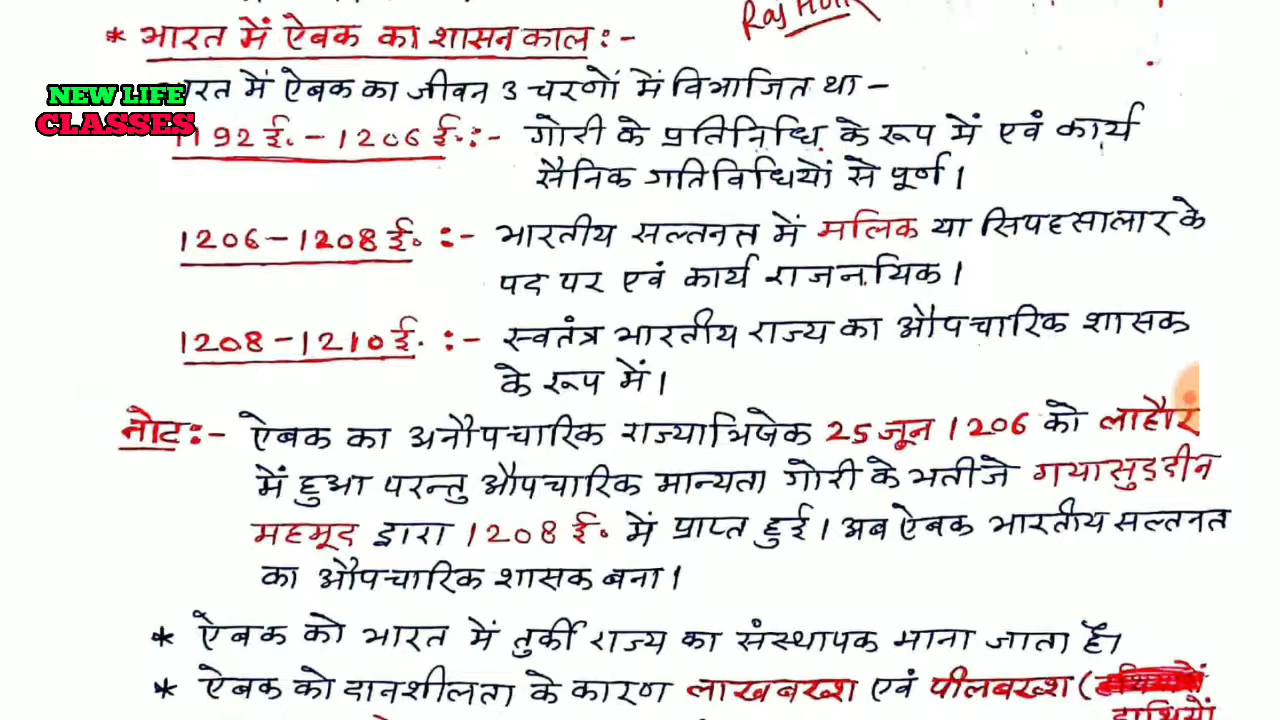 Raj Holi
* भारत में ऐबक का शासन काल :-
भारत में ऐबक का जीवन 3 चरणों में विभाजित था -
NEW LIFE
CLASSES
1192 ई. - 1206 ई. :- गोरी के प्रतिनिधि के रूप में एवं कार्य
सैनिक गतिविधियों से पूर्ण।
1206 - 1208 ई. :- भारतीय सल्तनत में मलिक या सिपहसालार के
पद पर एवं कार्य राजनयिक।
1208 - 1210 ई. :- स्वतंत्र भारतीय राज्य का औपचारिक शासक
के रूप में।
नोट :- ऐबक का अनौपचारिक राज्याभिषेक 25 जून 1206 को लाहौर
में हुआ परन्तु औपचारिक मान्यता गोरी के भतीजे गयासुद्दीन
महमूद द्वारा 1208 ई. में प्राप्त हुई। अब ऐबक भारतीय सल्तनत
का औपचारिक शासक बना।
* ऐबक को भारत में तुर्की राज्य का संस्थापक माना जाता है।
* ऐबक को दानशीलता के कारण लाखबख्श एवं पीलबख्श (
हाथियों